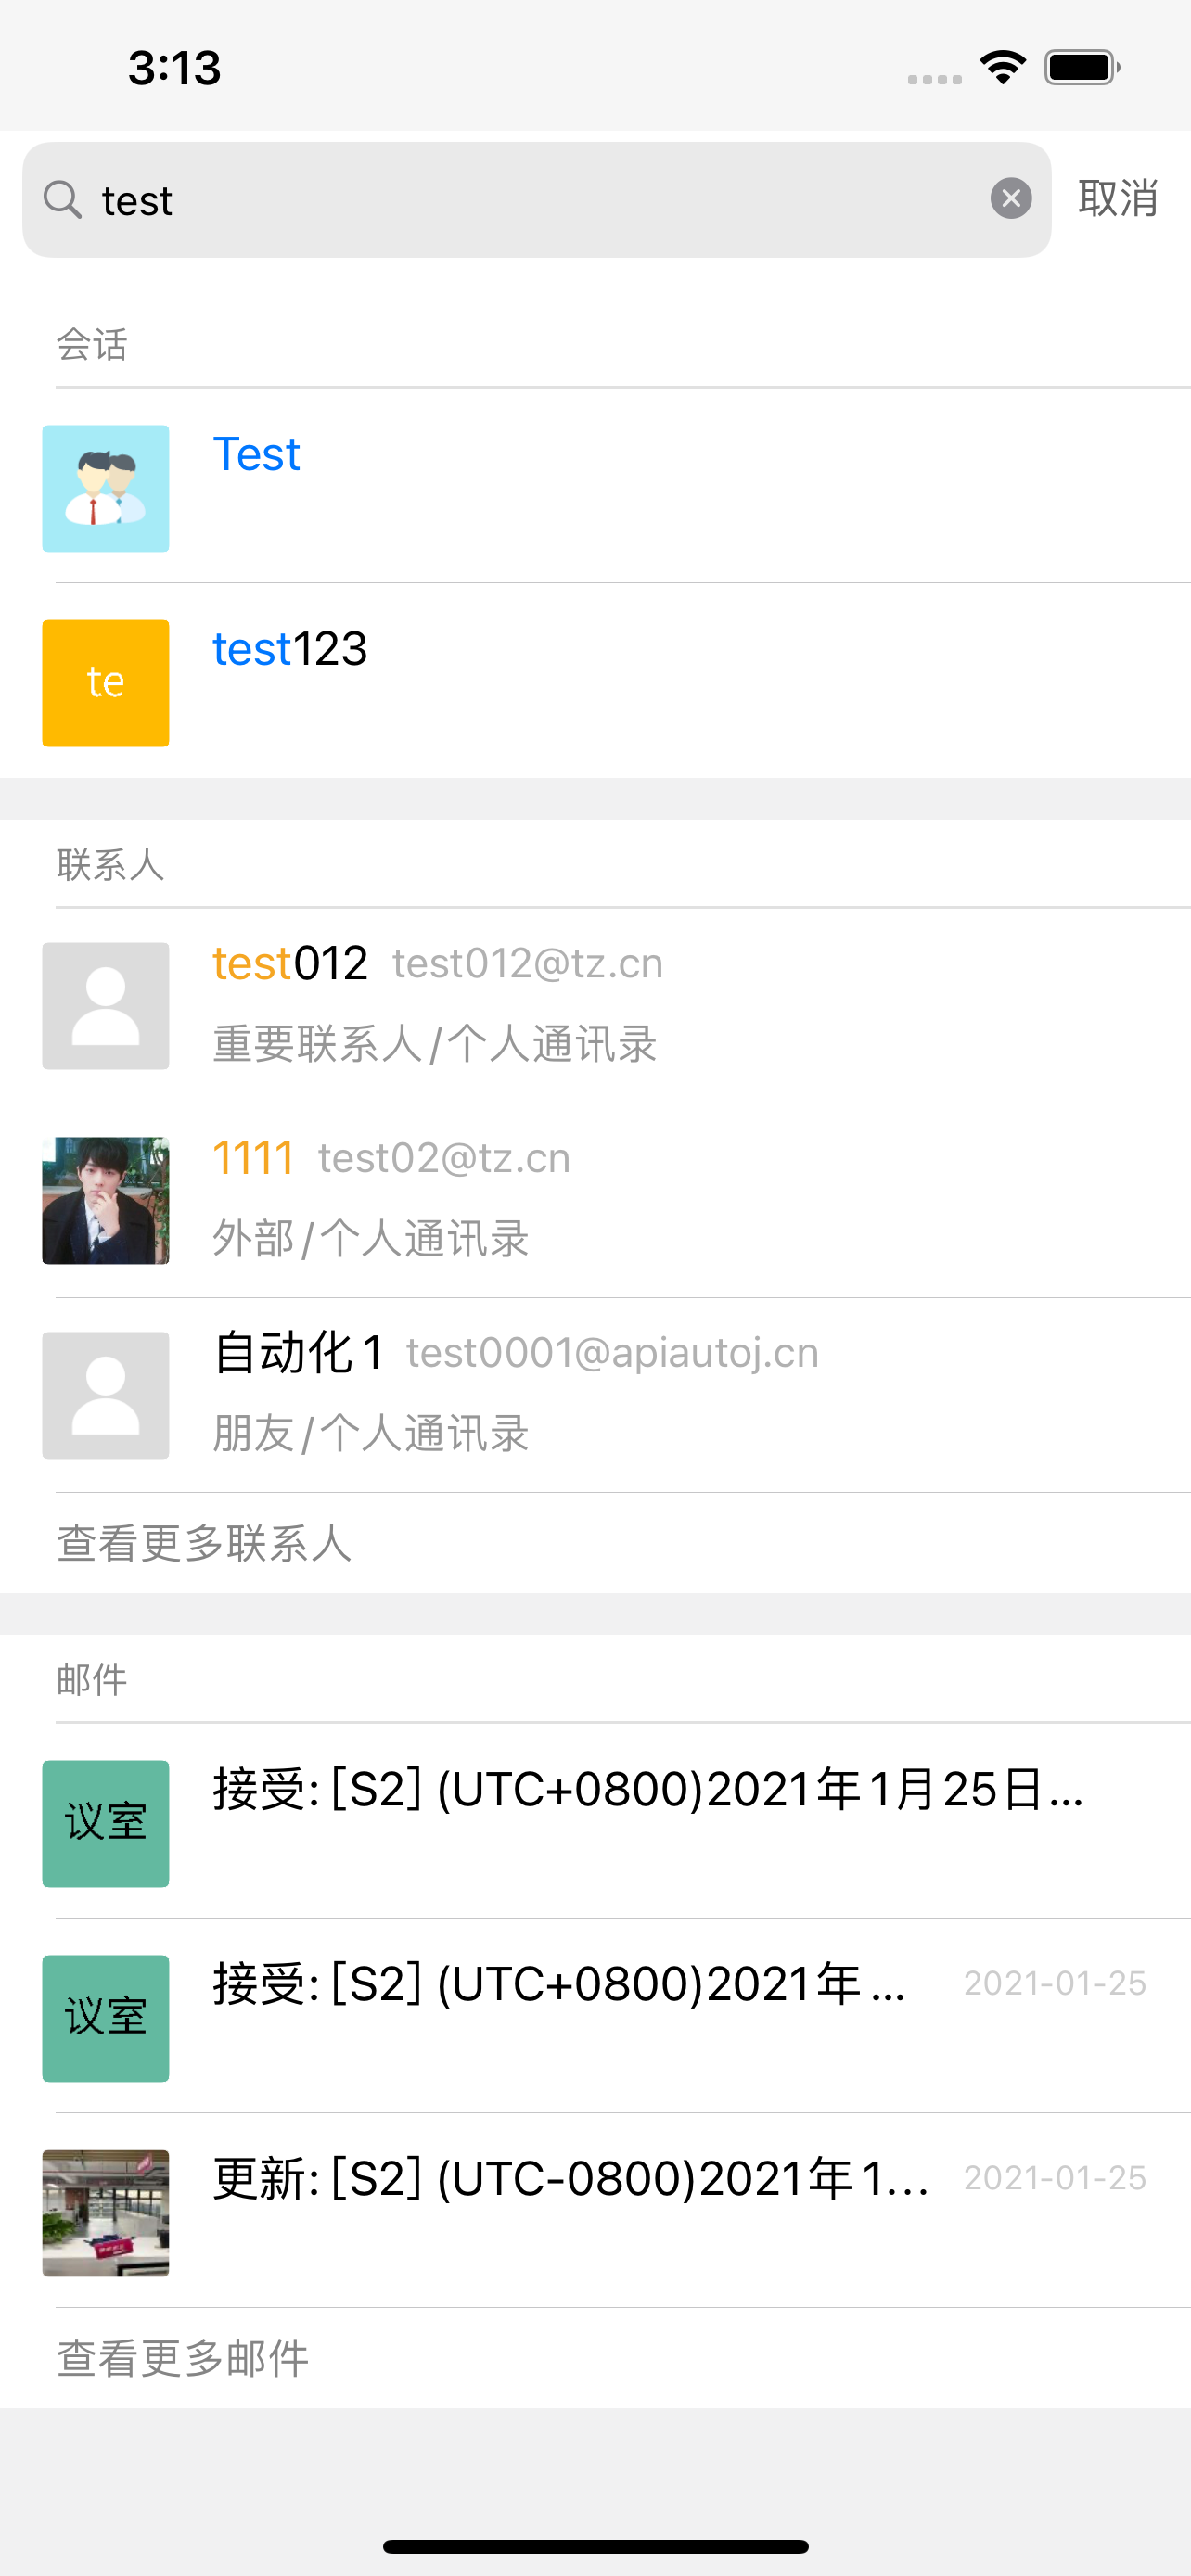 3:13
test
取消
会话
Test
te
test123
联系人
test012 test012@tz.cn
重要联系人/个人通讯录
1111 test02@tz.cn
外部/个人通讯录
自动化1 test0001@apiautoj.cn
朋友/个人通讯录
查看更多联系人
邮件
议室
接受: [S2] (UTC+0800)2021年1月25日...
议室
接受: [S2] (UTC+0800)2021年... 2021-01-25
更新: [S2] (UTC-0800)2021年1... 2021-01-25
查看更多邮件